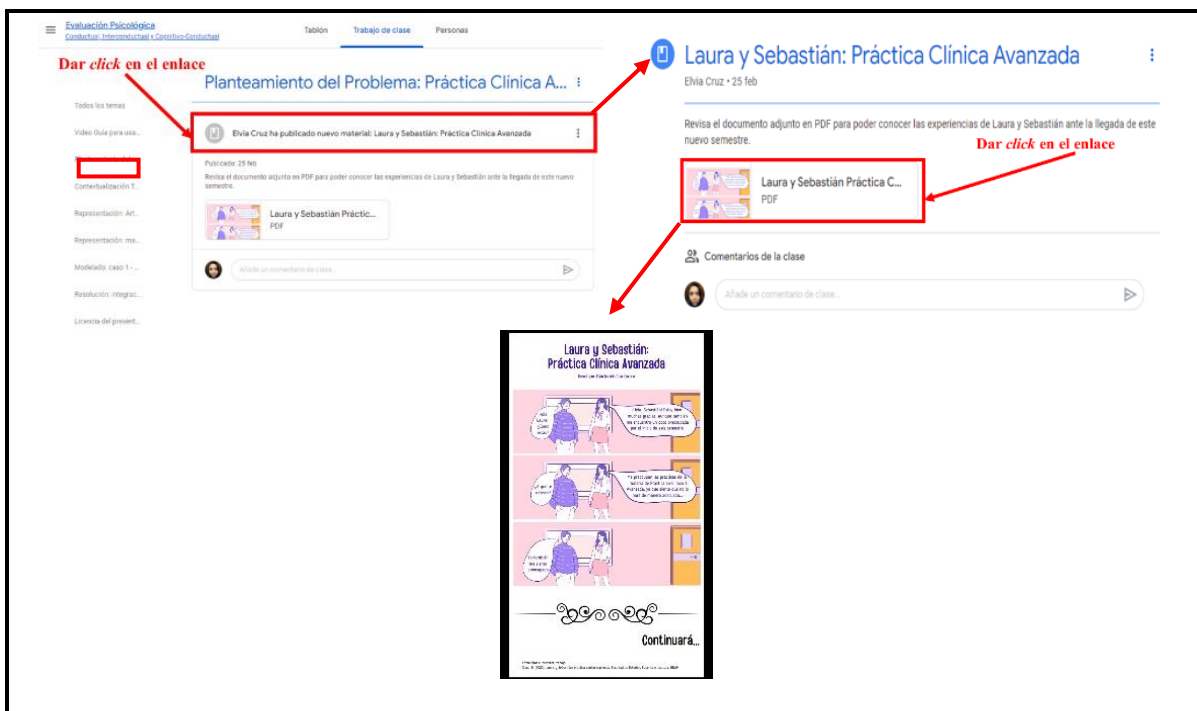 Evaluación Psicológica
Conductual, Interconductual y Cognitivo-Conductual
Tablón
Trabajo de clase
Personas
Dar click en el enlace
Planteamiento del Problema: Práctica Clínica A...
Todos los temas
Video Guía para usa...
Contextualización T...
Representación: Art...
Representación: ma...
Modelado: caso 1 - ...
Resolución: integrac...
Licencia del present...
Elvia Cruz ha publicado nuevo material: Laura y Sebastián: Práctica Clínica Avanzada
Publicado: 25 feb
Revisa el documento adjunto en PDF para poder conocer las experiencias de Laura y Sebastián ante la llegada de este nuevo
semestre.
Laura y Sebastián Práctic...
PDF
Añade un comentario de clase...
Laura y Sebastián: Práctica Clínica Avanzada
Elvia Cruz • 25 feb
Revisa el documento adjunto en PDF para poder conocer las experiencias de Laura y Sebastián ante la llegada de este
nuevo semestre.
Dar click en el enlace
Laura y Sebastián Práctica C...
PDF
Comentarios de la clase
Añade un comentario de clase...
Laura y Sebastián:
Práctica Clínica Avanzada
Continuará...